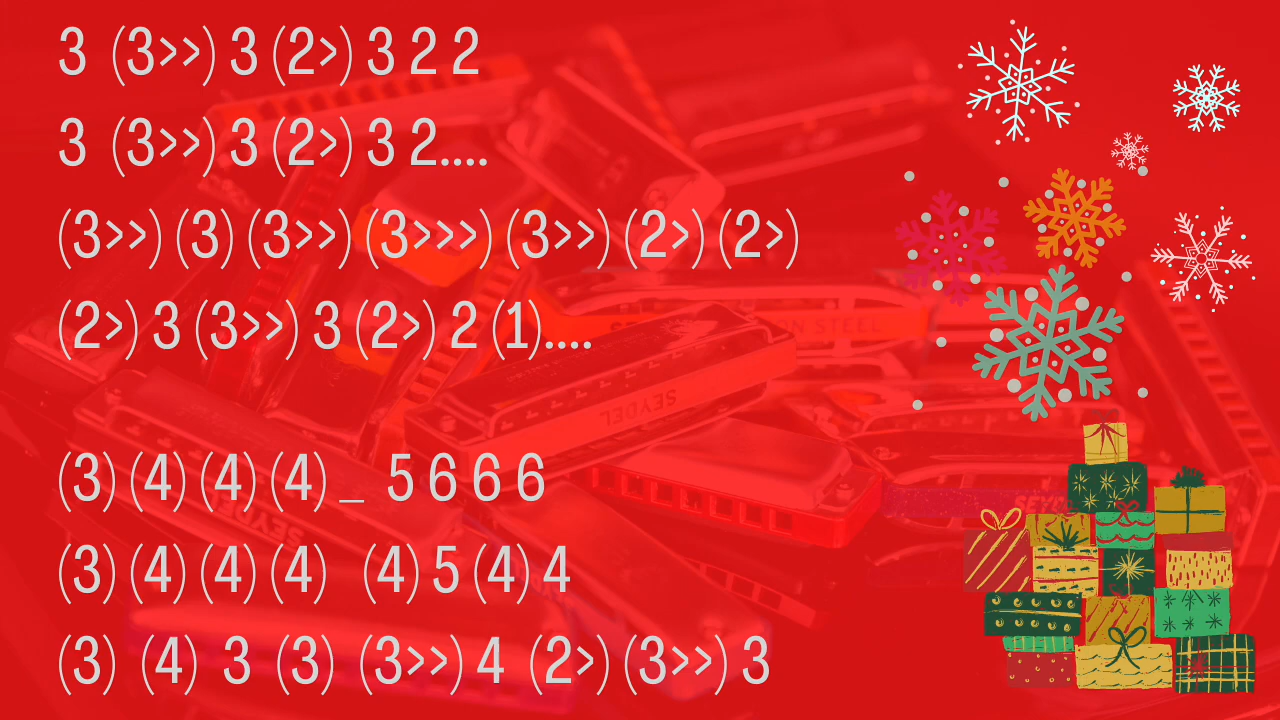 3 (3>>) 3 (2>) 3 2 2
3 (3>>) 3 (2>) 3 2....
(3>>) (3) (3>>) (3>>>) (3>>) (2>) (2>)
(2>) 3 (3>>) 3 (2>) 2 (1)....
(3) (4) (4) (4) _ 5 6 6 6
(3) (4) (4) (4) (4) 5 (4) 4
(3) (4) 3 (3) (3>>) 4 (2>) (3>>) 3
SEYDEL
SEYDEL